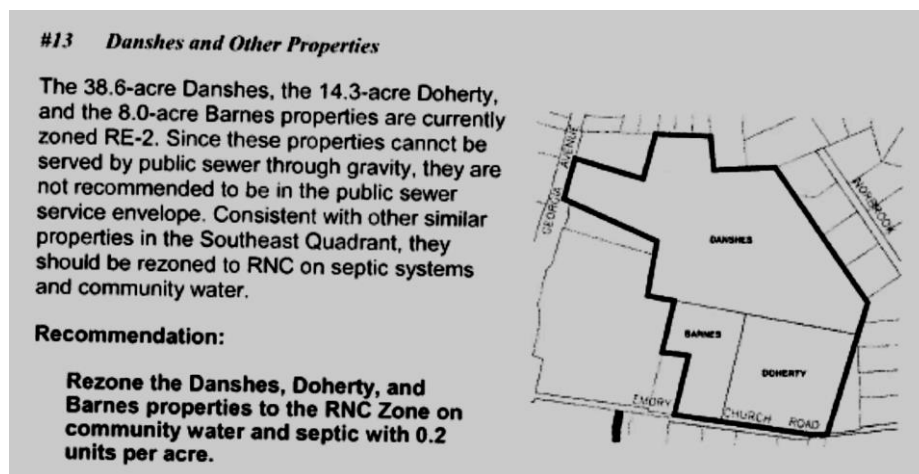 #13 Danshes and Other Properties
The 38.6-acre Danshes, the 14.3-acre Doherty,
and the 8.0-acre Barnes properties are currently
zoned RE-2. Since these properties cannot be
served by public sewer through gravity, they are
not recommended to be in the public sewer
service envelope. Consistent with other similar
properties in the Southeast Quadrant, they
should be rezoned to RNC on septic systems
and community water.
Recommendation:
Rezone the Danshes, Doherty, and
Barnes properties to the RNC Zone on
community water and septic with 0.2
units per acre.
GEORGIA AVENUE
NORBROOK
DANSHES
BARNES
DOHERTY
EMORY CHURCH ROAD